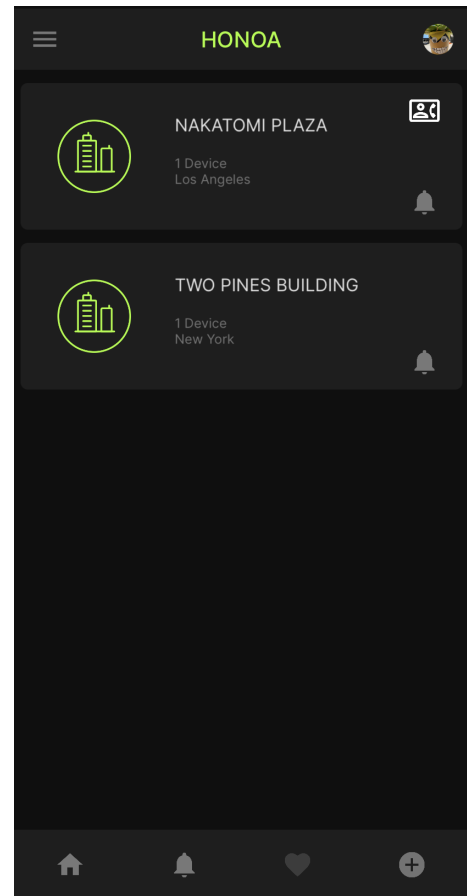 HONOA
NAKATOMI PLAZA
1 Device
Los Angeles
TWO PINES BUILDING
1 Device
New York